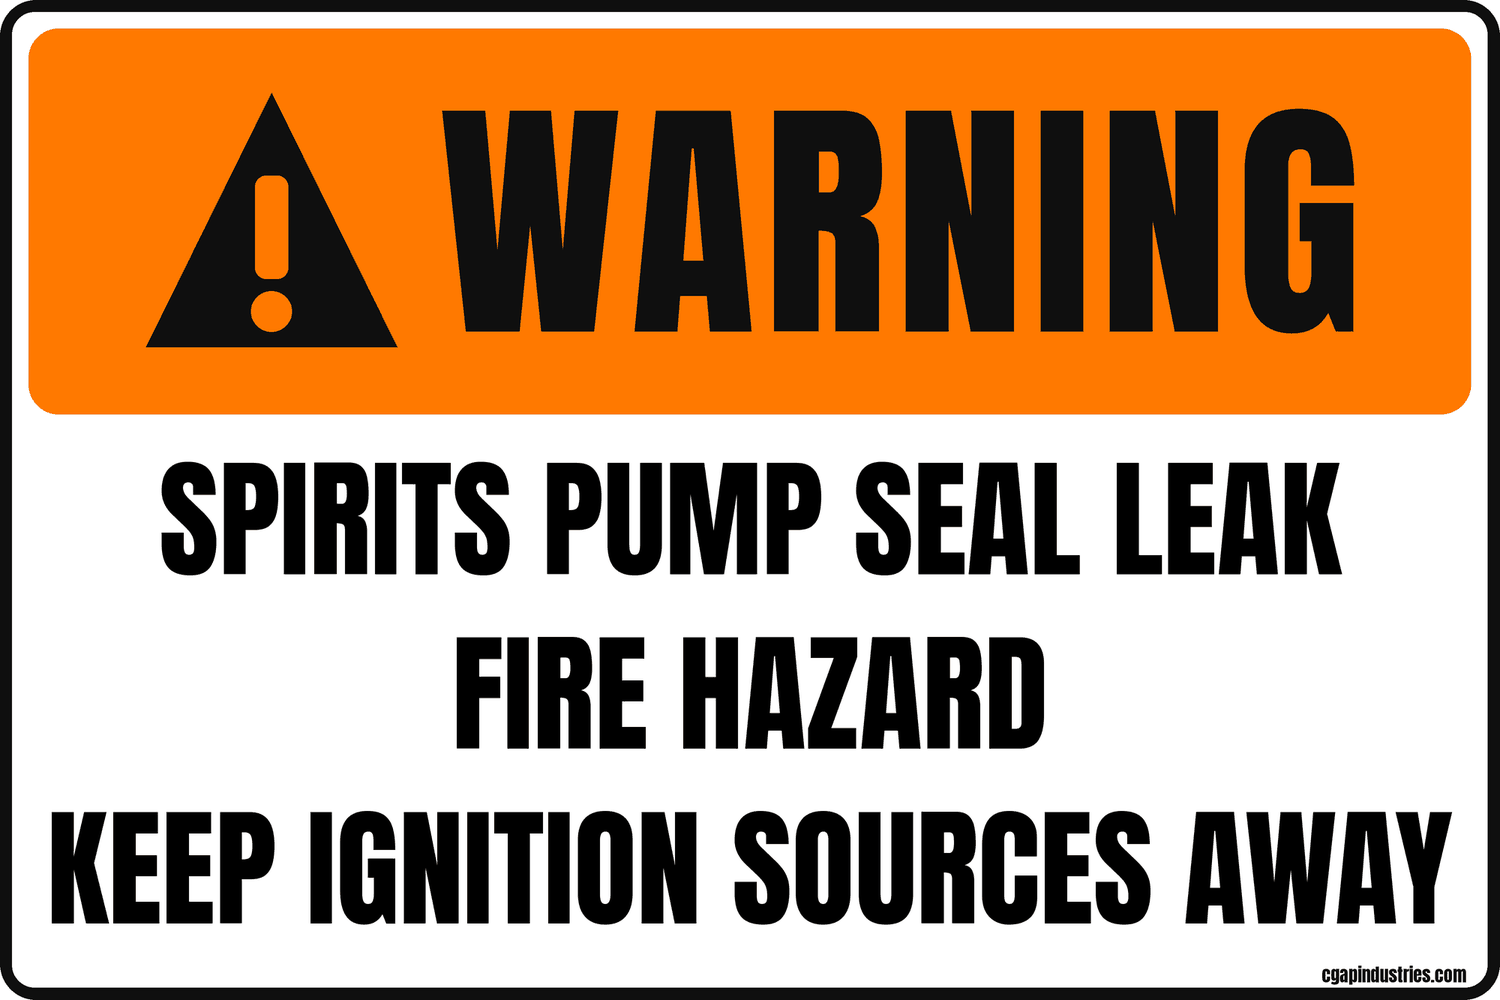 WARNING
SPIRITS PUMP SEAL LEAK
FIRE HAZARD
KEEP IGNITION SOURCES AWAY
cgapindustries.com